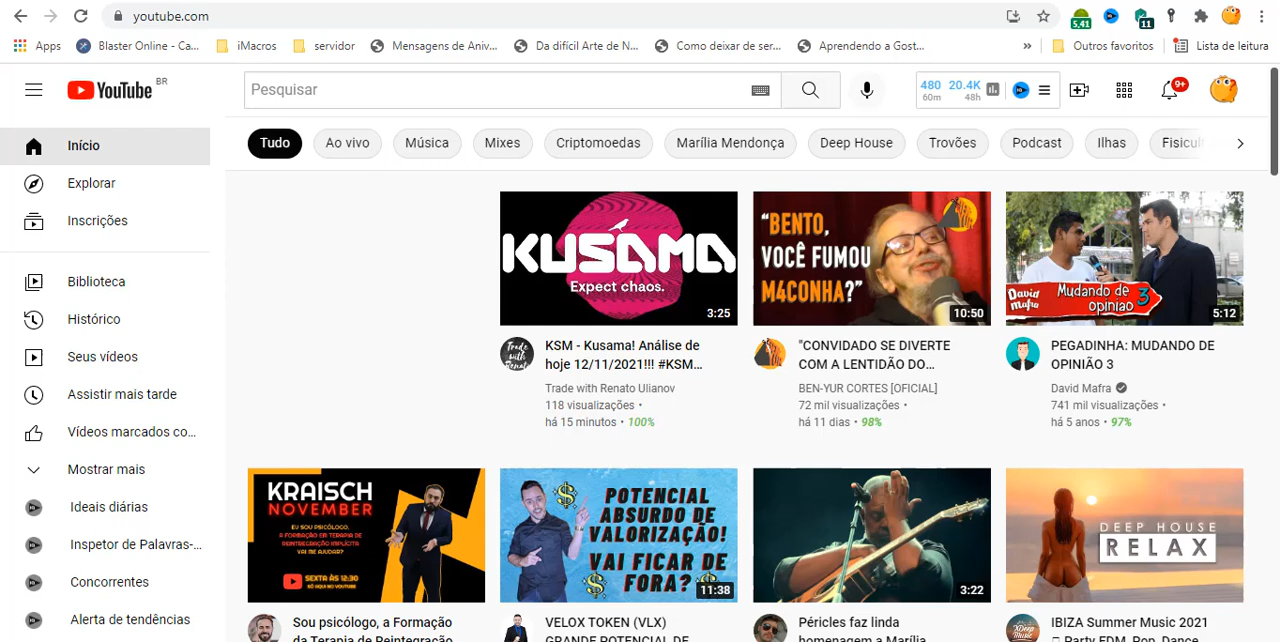 youtube.com
5,41
11
Apps
Blaster Online - Ca...
iMacros
servidor
Mensagens de Aniv...
Da difícil Arte de N...
Como deixar de ser...
Aprendendo a Gost...
»
Outros favoritos
Lista de leitura
YouTube BR
Pesquisar
480 20.4K
60m 48h
9+
Tudo
Ao vivo
Música
Mixes
Criptomoedas
Marília Mendonça
Deep House
Trovões
Podcast
Ilhas
Início
Explorar
Inscrições
Biblioteca
Histórico
Seus vídeos
Assistir mais tarde
Vídeos marcados co...
Mostrar mais
Ideais diárias
Inspetor de Palavras-...
Concorrentes
Alerta de tendências
KUSAMA
Expect chaos.
3:25
Trade
with
Renato
KSM - Kusama! Análise de
hoje 12/11/2021!!! #KSM...
Trade with Renato Ulianov
118 visualizações •
há 15 minutos • 100%
“BENTO,
VOCÊ FUMOU
M4CONHA?”
10:50
"CONVIDADO SE DIVERTE
COM A LENTIDÃO DO...
BEN-YUR CORTES [OFICIAL]
72 mil visualizações •
há 11 dias • 98%
David
Mafra
Mudando de
opinião 3
5:12
PEGADINHA: MUDANDO DE
OPINIÃO 3
David Mafra
741 mil visualizações •
há 5 anos • 97%
KRAISCH
NOVEMBER
EU SOU PSICÓLOGO.
A FORMAÇÃO EM TERAPIA DE
REINTEGRAÇÃO IMPLÍCITA
VAI ME AJUDAR?
SEXTA ÀS 12:30
SÓ AQUI NO YOUTUBE
Sou psicólogo, a Formação
da Terapia de Reintegração
POTENCIAL
ABSURDO DE
VALORIZAÇÃO!
VAI FICAR DE
FORA?
11:38
VELOX TOKEN (VLX)
GRANDE POTENCIAL DE
3:22
Péricles faz linda
homenagem a Marília
DEEP HOUSE
RELAX
IBIZA Summer Music 2021
Party EDM, Pop, Dance